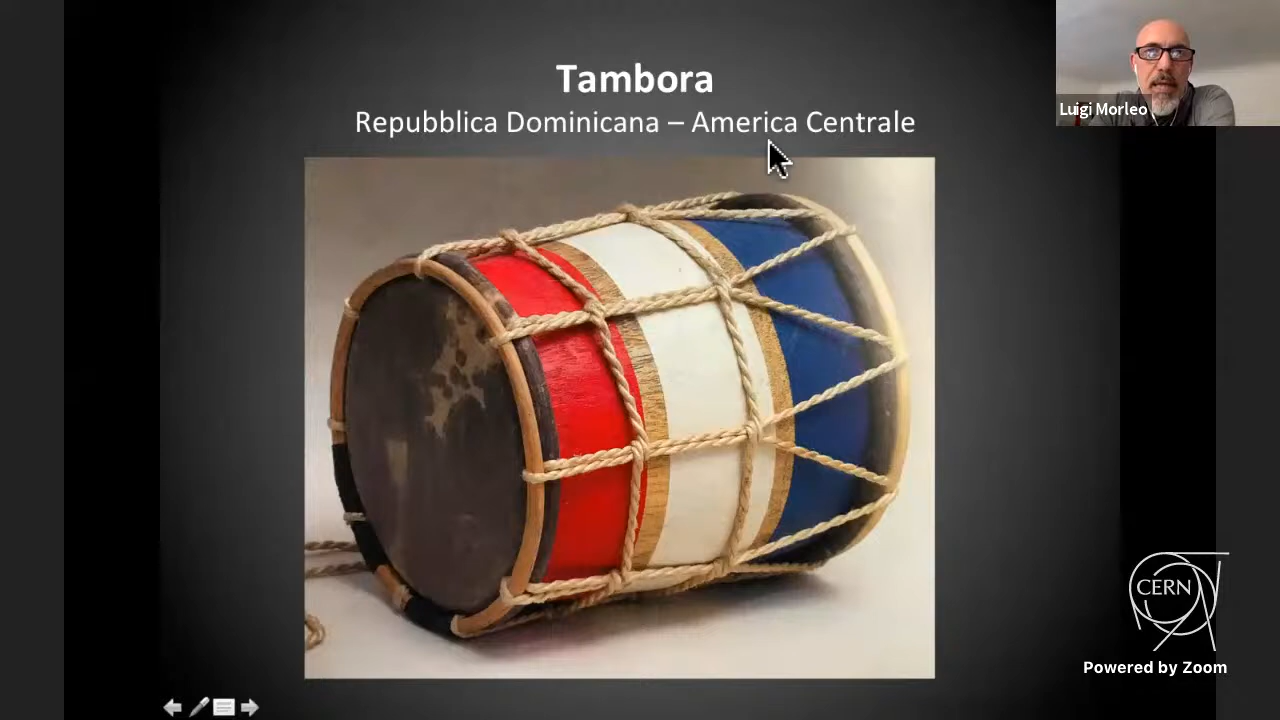 Tambora
Repubblica Dominicana – America Centrale
Luigi Morleo
CERN
Powered by Zoom